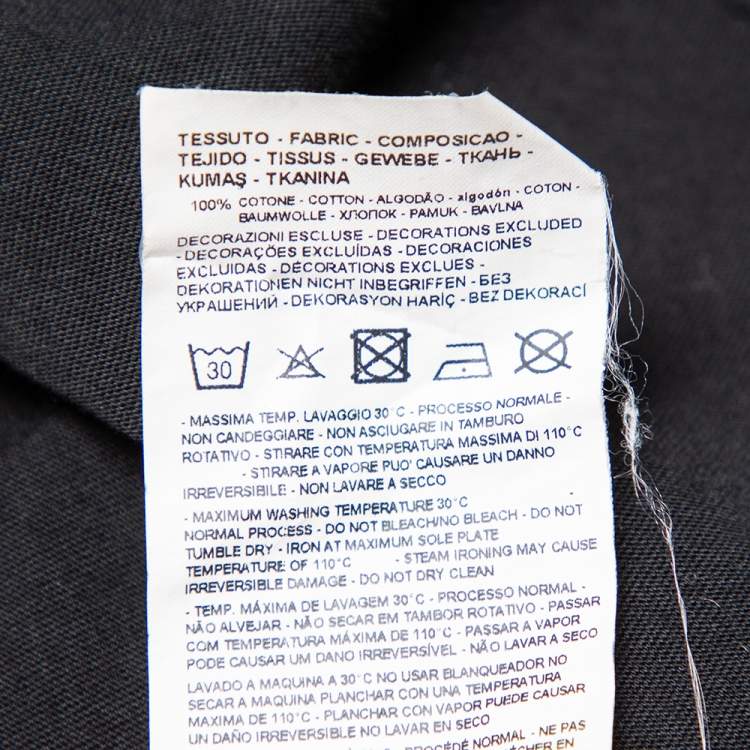 TESSUTO - FABRIC - COMPOSICAO -
TEJIDO - TISSUS - GEWEBE - ТКАНЬ -
KUMAŞ - TKANINA
100% COTONE - COTTON - ALGODÃO - algodón - COTON -
BAUMWOLLE - ХЛОПОК - PAMUK - BAVLNA
DECORAZIONI ESCLUSE - DECORATIONS EXCLUDED
- DECORAÇÕES EXCLUÍDAS - DECORACIONES
EXCLUIDAS - DÉCORATIONS EXCLUES -
DEKORATIONEN NICHT INBEGRIFFEN - БЕЗ
УКРАШЕНИЙ - DEKORASYON HARİÇ - BEZ DEKORACÍ
30
- MASSIMA TEMP. LAVAGGIO 30°C - PROCESSO NORMALE -
NON CANDEGGIARE - NON ASCIUGARE IN TAMBURO
ROTATIVO - STIRARE CON TEMPERATURA MASSIMA DI 110°C
- STIRARE A VAPORE PUO' CAUSARE UN DANNO
IRREVERSIBILE - NON LAVARE A SECCO
- MAXIMUM WASHING TEMPERATURE 30°C
NORMAL PROCESS - DO NOT BLEACHINO BLEACH - DO NOT
TUMBLE DRY - IRON AT MAXIMUM SOLE PLATE
TEMPERATURE OF 110°C - STEAM IRONING MAY CAUSE
IRREVERSIBLE DAMAGE - DO NOT DRY CLEAN
- TEMP. MÁXIMA DE LAVAGEM 30°C - PROCESSO NORMAL -
NÃO ALVEJAR - NÃO SECAR EM TAMBOR ROTATIVO - PASSAR
COM TEMPERATURA MÁXIMA DE 110°C - PASSAR A VAPOR
PODE CAUSAR UM DANO IRREVERSÍVEL - NÃO LAVAR A SECO
LAVADO A MAQUINA A 30°C NO USAR BLANQUEADOR NO
SECAR A MAQUINA PLANCHAR CON UNA TEMPERATURA
MAXIMA DE 110°C - PLANCHAR CON VAPOR PUEDE CAUSAR
UN DAÑO IRREVERSIBLE NO LAVAR EN SECO
PROCÉDÉ NORMAL - NE PAS
SÉCHER EN